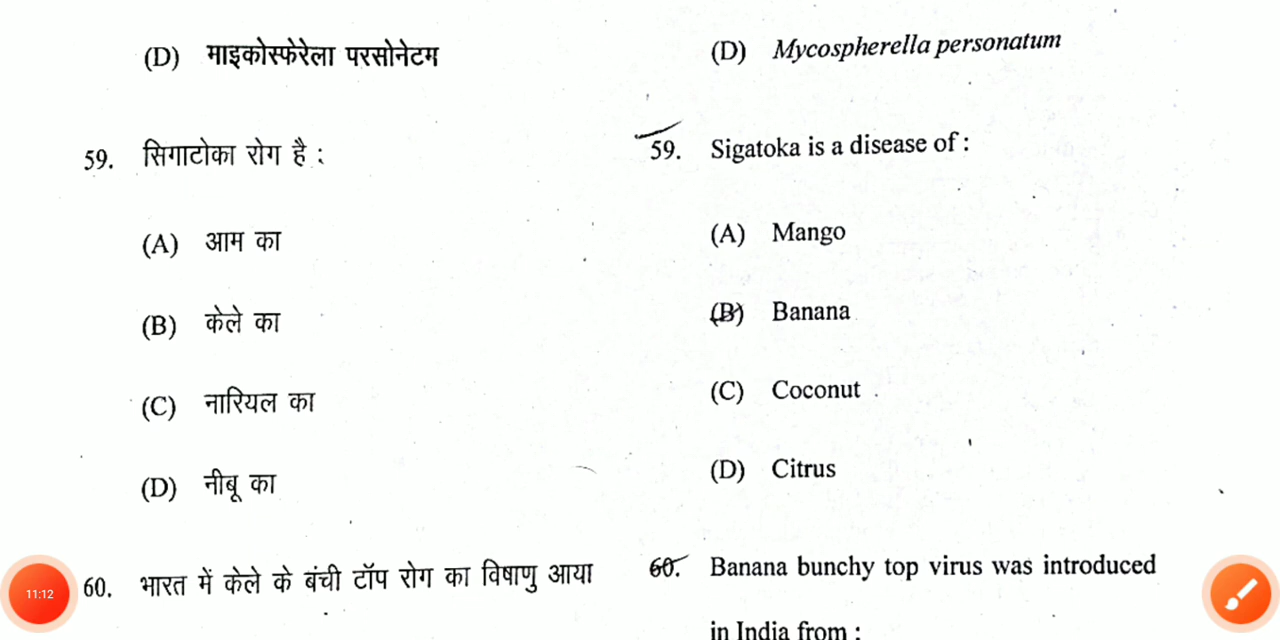 (D) माइकोस्फेरेला परसोनेटम
59. सिगाटोका रोग है :
(A) आम का
(B) केले का
(C) नारियल का
(D) नीबू का
60. भारत में केले के बंची टॉप रोग का विषाणु आया
(D) Mycospherella personatum
59. Sigatoka is a disease of :
(A) Mango
(B) Banana
(C) Coconut
(D) Citrus
60. Banana bunchy top virus was introduced
in India from :
11:12